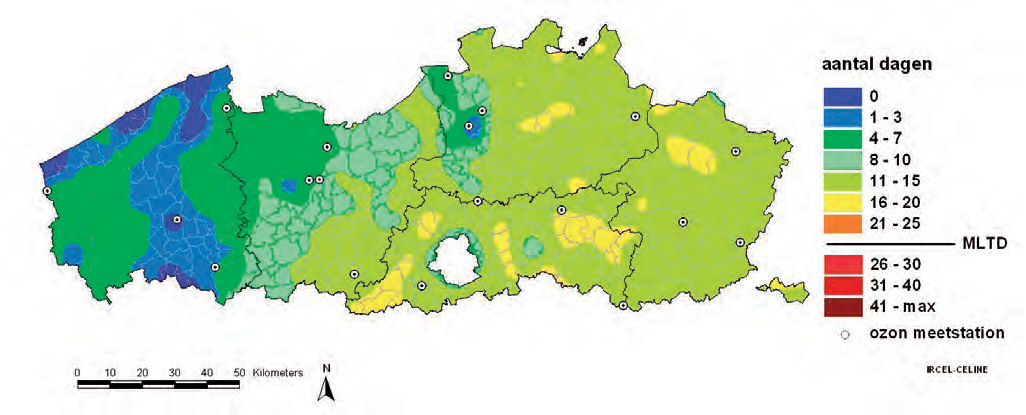 aantal dagen
0
1 - 3
4 - 7
8 - 10
11 - 15
16 - 20
21 - 25
MLTD
26 - 30
31 - 40
41 - max
ozon meetstation
0 10 20 30 40 50 Kilometers
N
IRCEL-CELINE